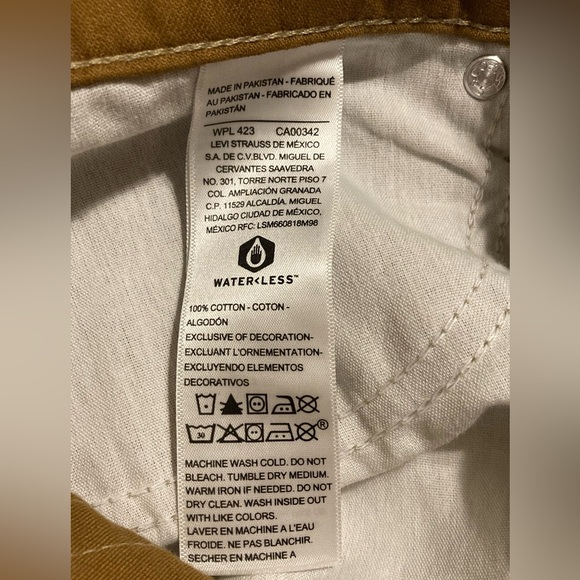 MADE IN PAKISTAN - FABRIQUÉ
AU PAKISTAN - FABRICADO EN
PAKISTÁN
WPL 423 CA00342
LEVI STRAUSS DE MÉXICO
S.A. DE C.V.BLVD. MIGUEL DE
CERVANTES SAAVEDRA
NO. 301, TORRE NORTE PISO 7
COL. AMPLIACIÓN GRANADA
C.P. 11529 ALCALDÍA. MIGUEL
HIDALGO CIUDAD DE MÉXICO,
MÉXICO RFC: LSM660818M98
WATER<LESS™
100% COTTON - COTON -
ALGODÓN
EXCLUSIVE OF DECORATION-
EXCLUANT L'ORNEMENTATION-
EXCLUYENDO ELEMENTOS
DECORATIVOS
30 ®
MACHINE WASH COLD. DO NOT
BLEACH. TUMBLE DRY MEDIUM.
WARM IRON IF NEEDED. DO NOT
DRY CLEAN. WASH INSIDE OUT
WITH LIKE COLORS.
LAVER EN MACHINE A L'EAU
FROIDE. NE PAS BLANCHIR.
SECHER EN MACHINE A